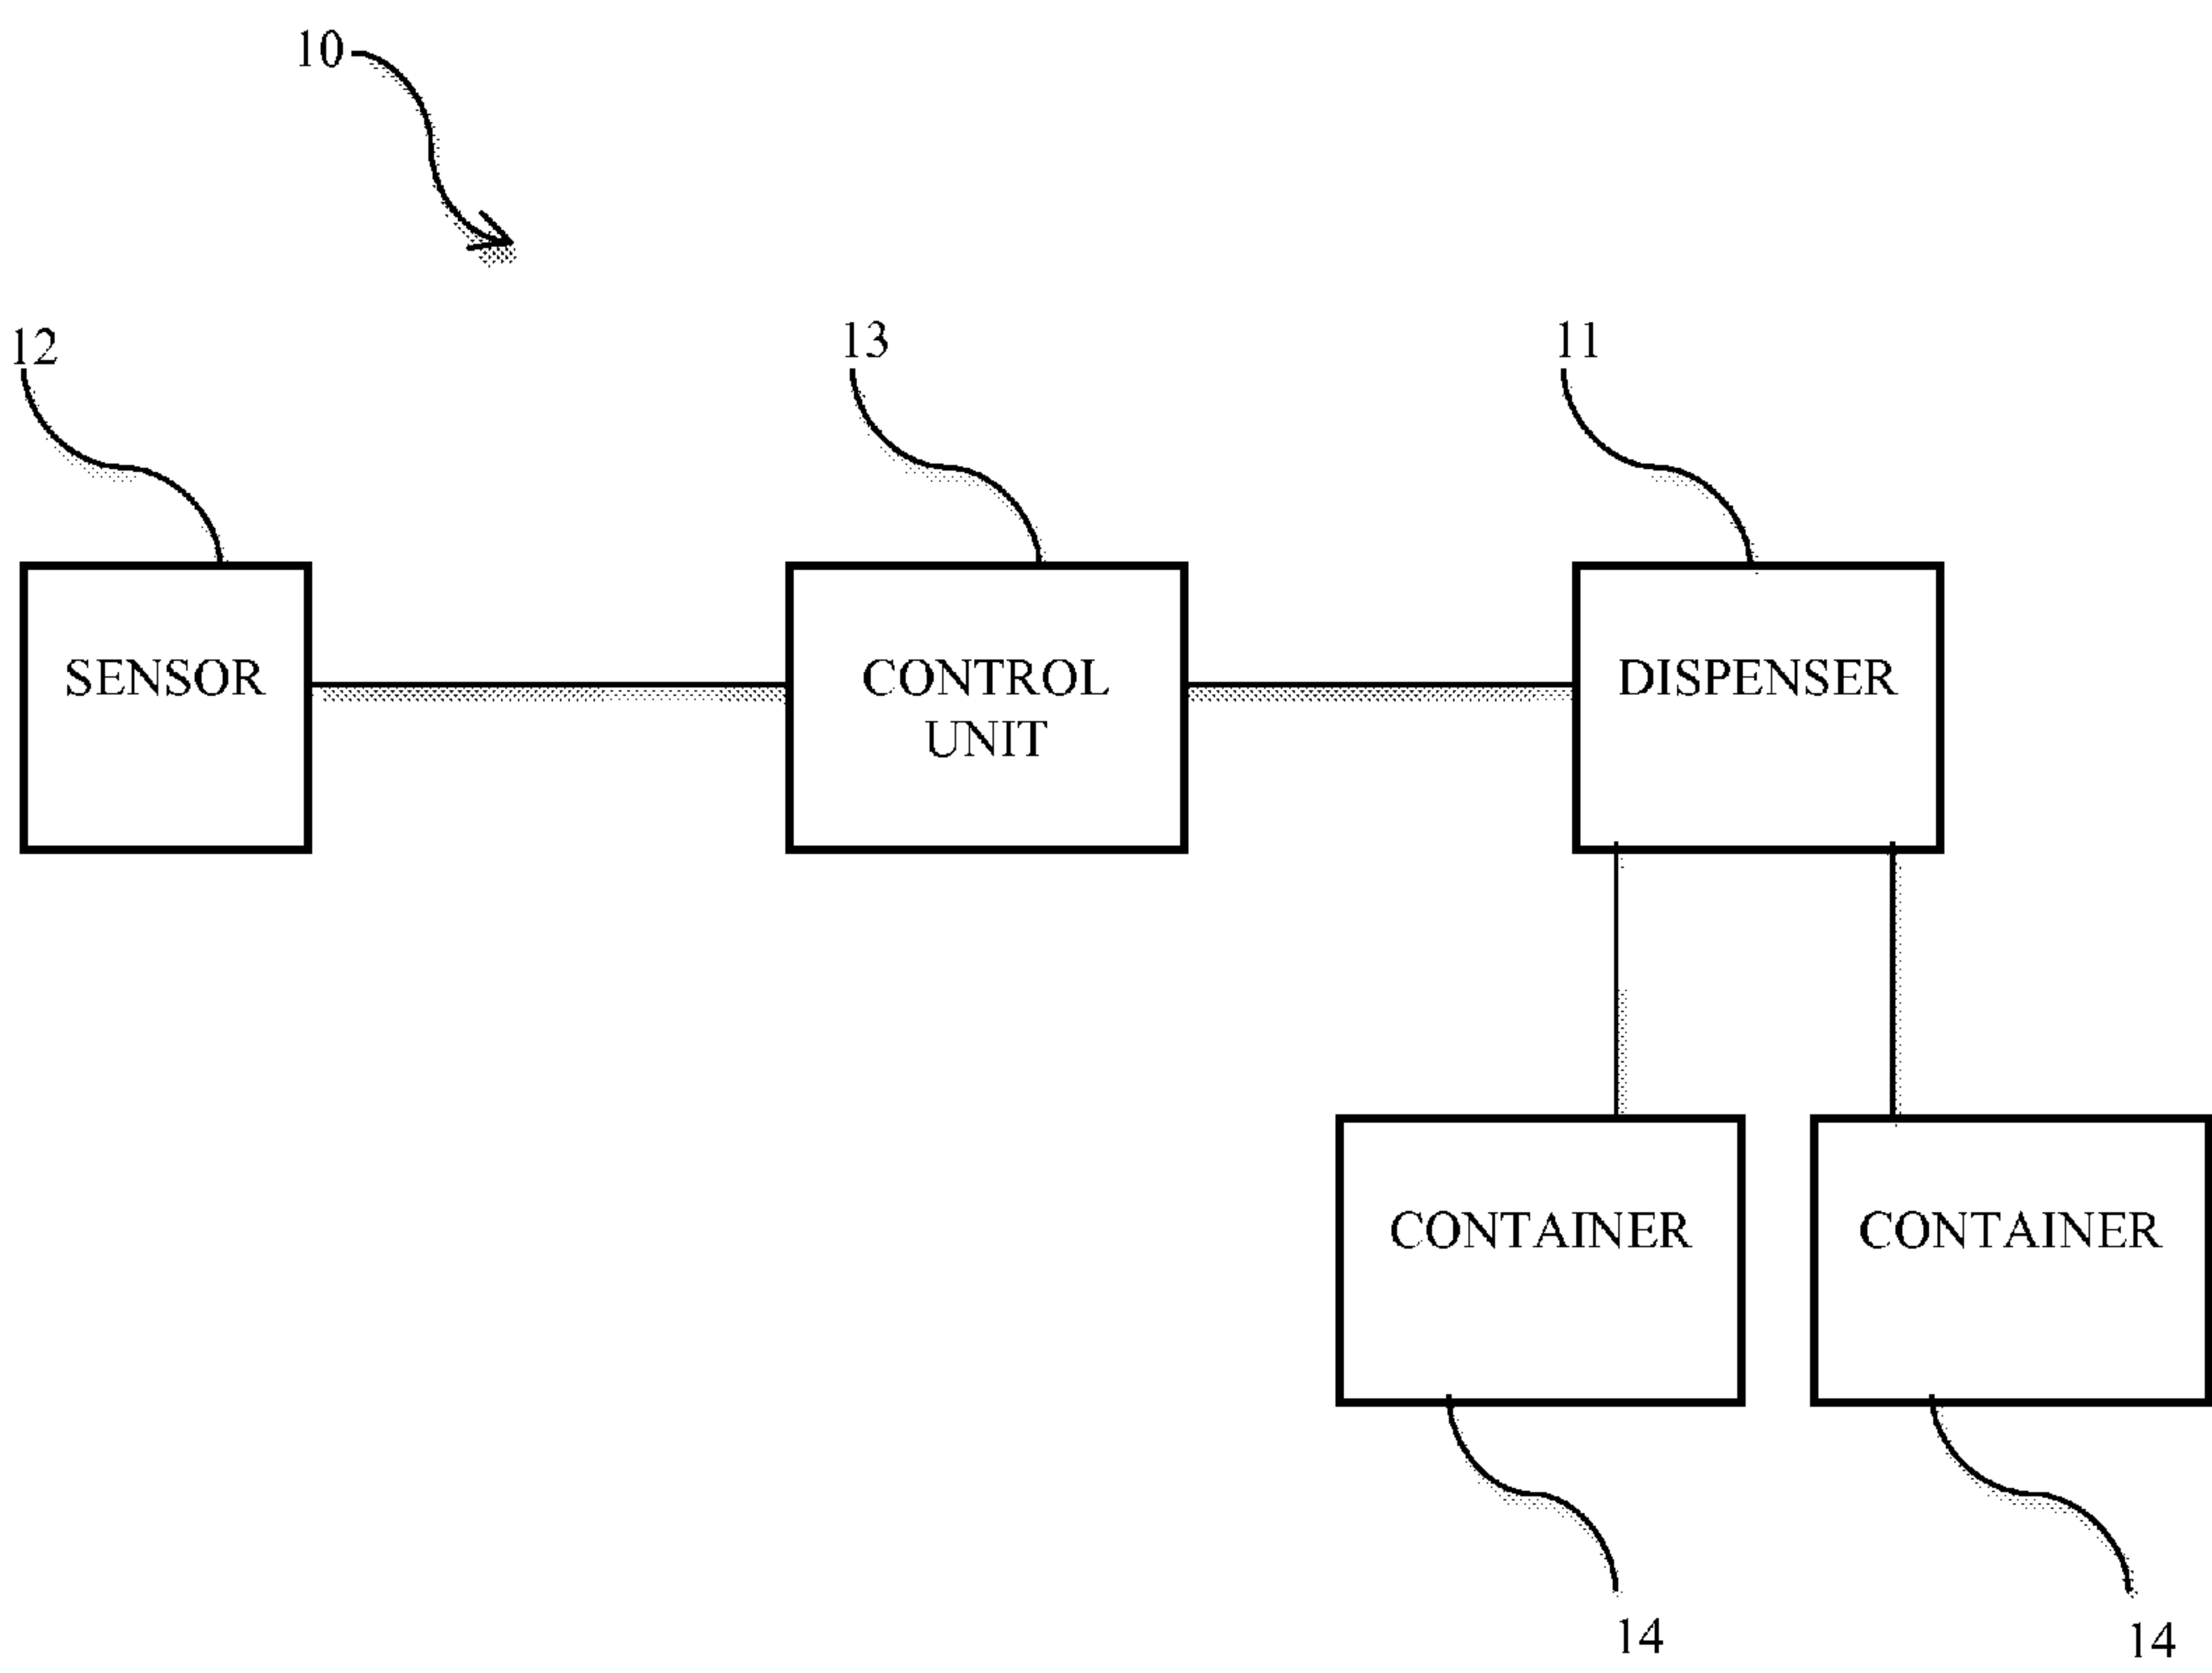 10
12
13
11
SENSOR
CONTROL
UNIT
DISPENSER
CONTAINER
CONTAINER
14
14